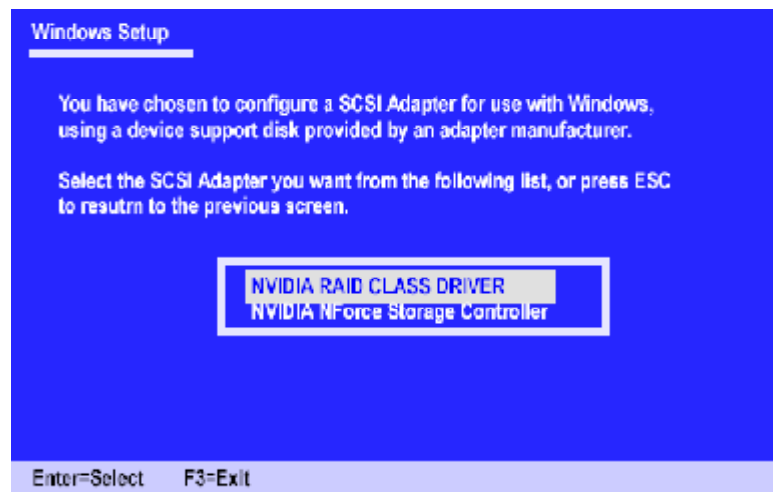 Windows Setup
You have chosen to configure a SCSI Adapter for use with Windows,
using a device support disk provided by an adapter manufacturer.
Select the SCSI Adapter you want from the following list, or press ESC
to resutrn to the previous screen.
NVIDIA RAID CLASS DRIVER
NVIDIA NForce Storage Controller
Enter=Select F3=Exit